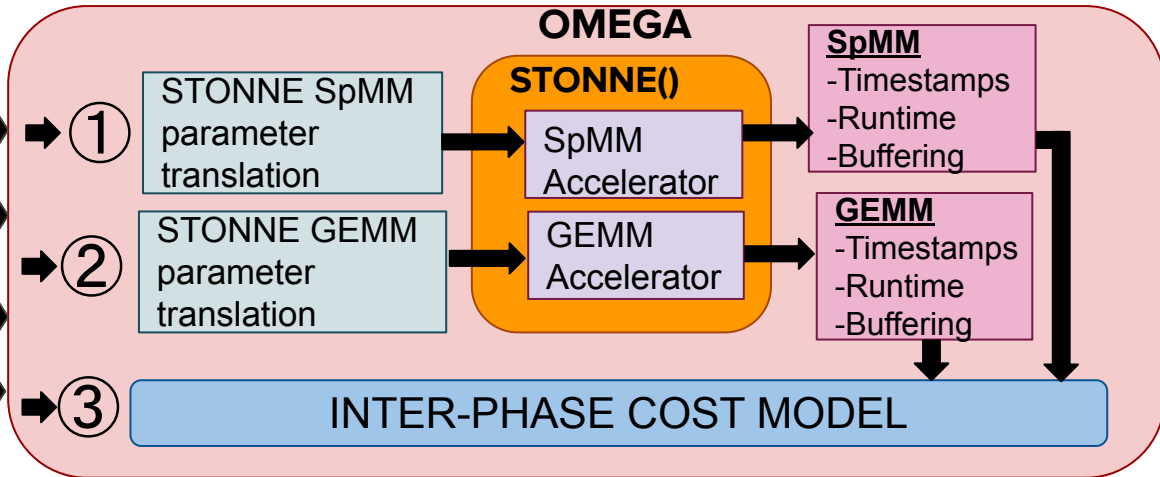 OMEGA
①
STONNE SpMM
parameter
translation
STONNE()
SpMM
Accelerator
SpMM
-Timestamps
-Runtime
-Buffering
②
STONNE GEMM
parameter
translation
GEMM
Accelerator
GEMM
-Timestamps
-Runtime
-Buffering
③
INTER-PHASE COST MODEL